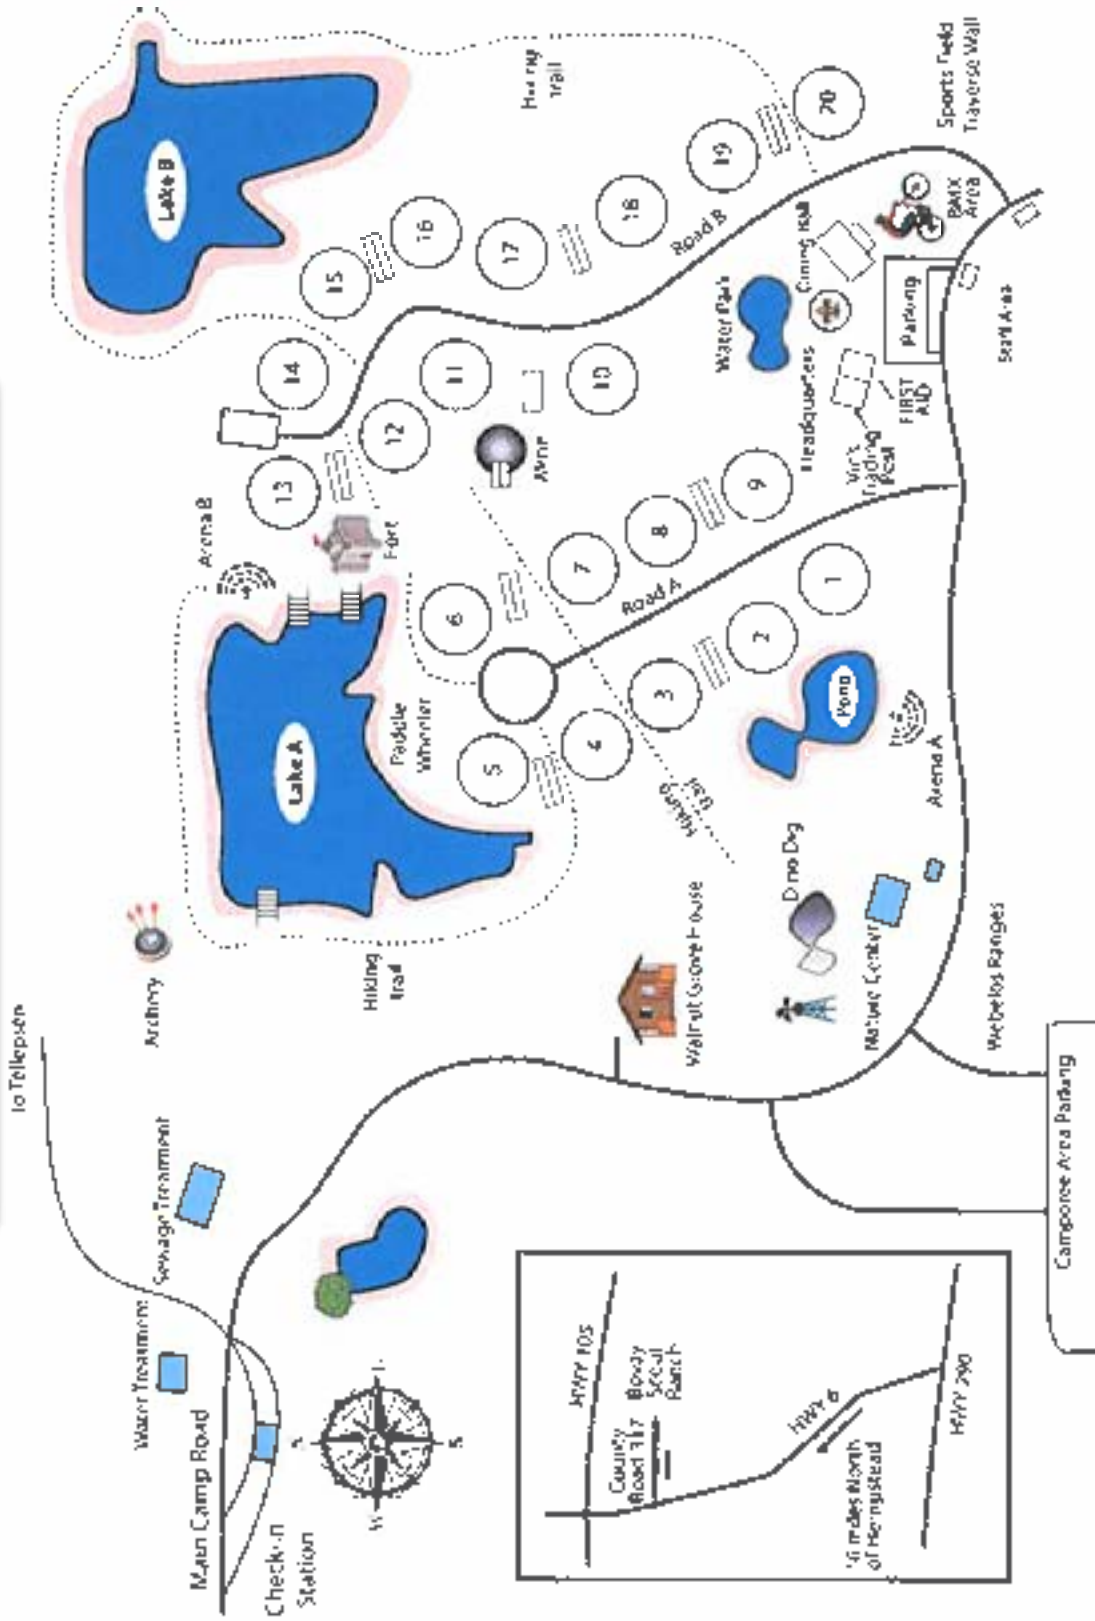 To Tellepsen
Water Treatment
Sewage Treatment
Main Camp Road
Check-in
Station
Archery
Hiking
Trail
Lake A
Paddle
Wheeler
Arena B
Fort
Lake B
Hiking
Trail
13
14
15
16
17
18
19
20
12
11
10
6
7
8
9
5
4
3
2
1
Road A
Road B
Hiking
Trail
Water Park
Dining Hall
Headquarters
FIRST
AID
Trading
Post
Parking
BMX
Area
Sports Field
Traverse Wall
Staff Area
Pond
Arena A
Dino Dig
Nature Center
Walnut Grove House
Webelos Ranges
Camporee Area Parking
W
S
HWY 105
County
Road 317
Bovay
Scout
Ranch
HWY 6
HWY 290
miles North
of Hempstead